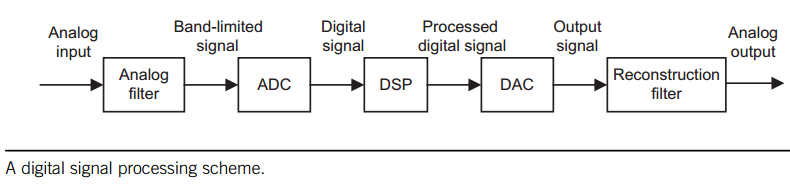 Analog
input
Band-limited
signal
Digital
signal
Processed
digital signal
Output
signal
Analog
output
Analog
filter
ADC
DSP
DAC
Reconstruction
filter
A digital signal processing scheme.